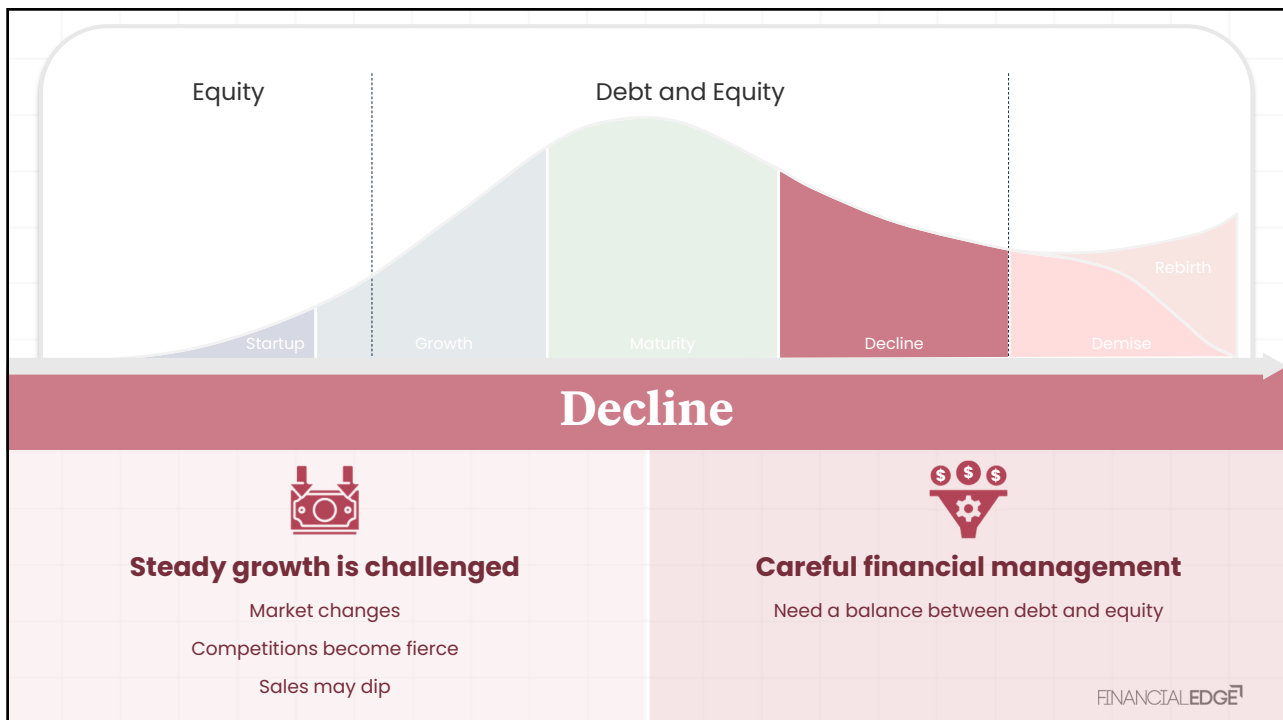 Equity
Debt and Equity
Rebirth
Startup
Growth
Maturity
Decline
Demise
Decline
$ $ $
Steady growth is challenged
Market changes
Competitions become fierce
Sales may dip
Careful financial management
Need a balance between debt and equity
FINANCIALEDGE